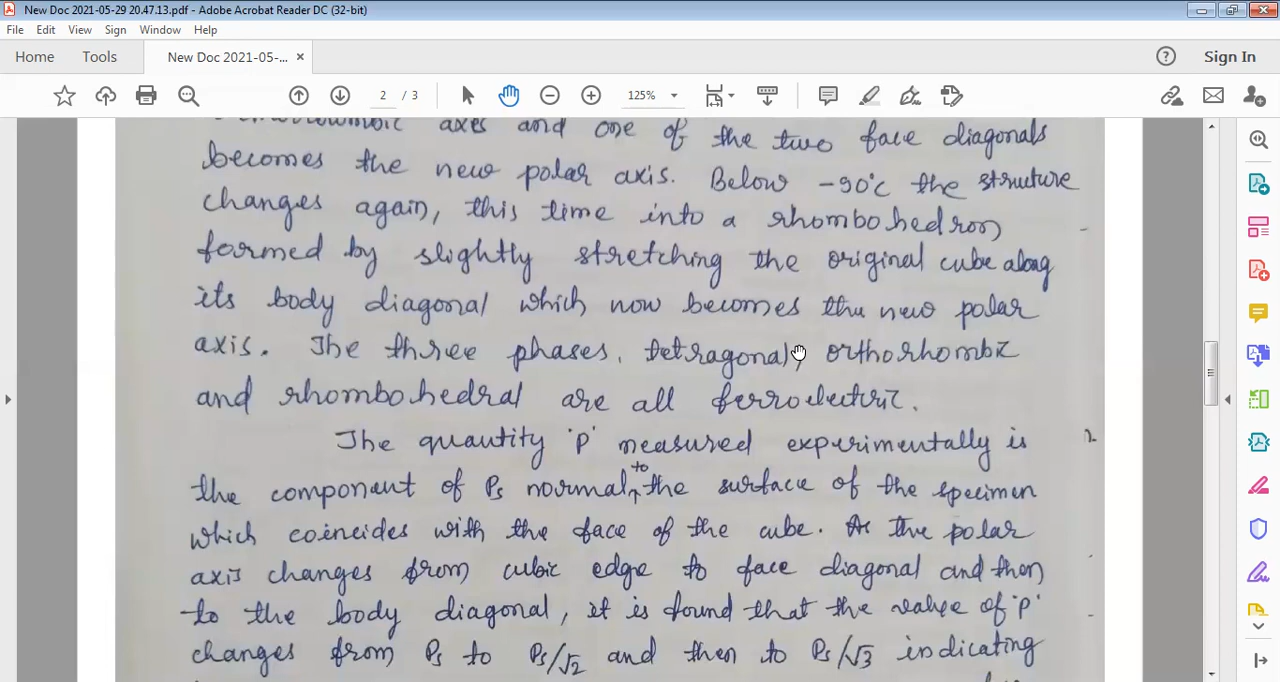 New Doc 2021-05-29 20.47.13.pdf - Adobe Acrobat Reader DC (32-bit)
File Edit View Sign Window Help
Home Tools New Doc 2021-05-... × ? Sign In
2 / 3 125%
axes and one of the two face diagonals
becomes the new polar axis. Below -90°c the struture
changes again, this time into a rhombohedron
formed by slightly stretching the original cube along
its body diagonal which now becomes the new polar
axis. The three phases, tetragonal, orthorhombic
and rhombohedral are all ferroelectric.
The quantity 'P' measured experimentally is
the component of Ps normal to the surface of the specimen
which coincides with the face of the cube. As the polar
axis changes from cubic edge to face diagonal and then
to the body diagonal, it is found that the value of 'P'
changes from Ps to Ps/√2 and then to Ps/√3 indicating